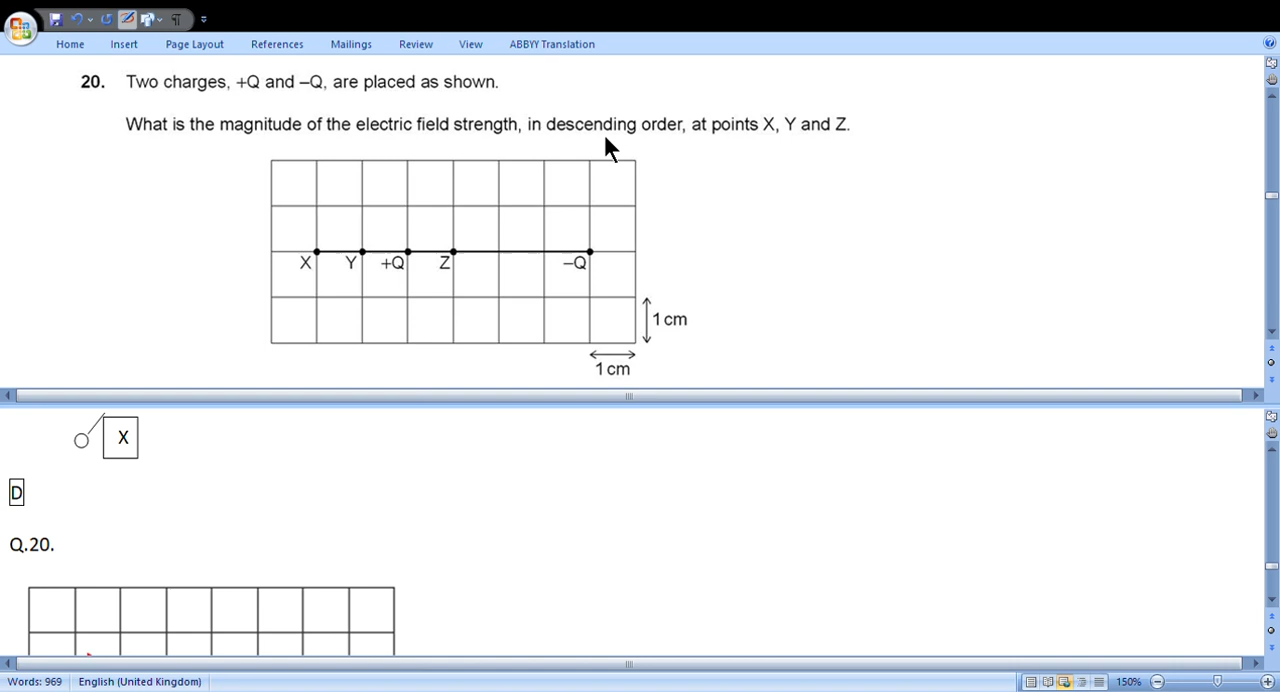 Home Insert Page Layout References Mailings Review View ABBYY Translation
20. Two charges, +Q and –Q, are placed as shown.
What is the magnitude of the electric field strength, in descending order, at points X, Y and Z.
X Y +Q Z –Q
1 cm
1 cm
X
D
Q.20.
Words: 969 English (United Kingdom) 150%